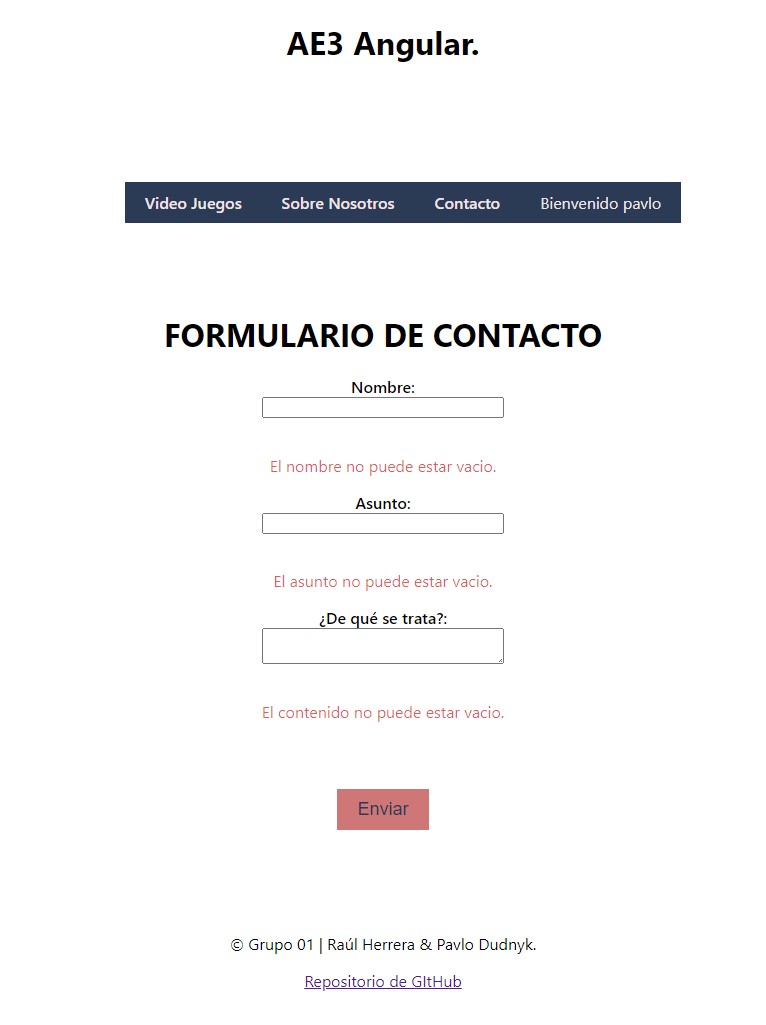 AE3 Angular.
Video Juegos Sobre Nosotros Contacto Bienvenido pavlo
FORMULARIO DE CONTACTO
Nombre:
El nombre no puede estar vacio.
Asunto:
El asunto no puede estar vacio.
¿De qué se trata?:
El contenido no puede estar vacio.
Enviar
© Grupo 01 | Raúl Herrera & Pavlo Dudnyk.
Repositorio de GItHub